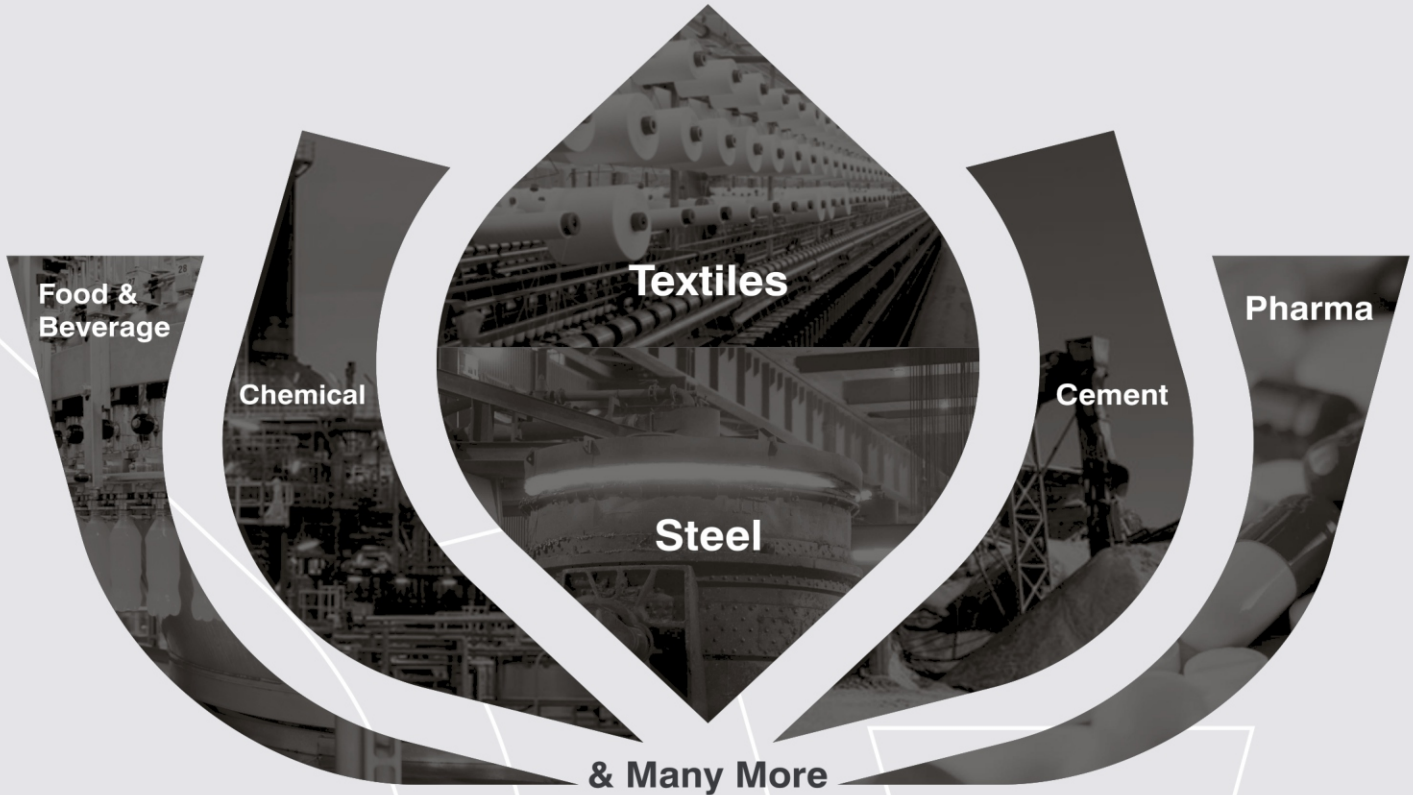 Textiles
Food &
Beverage
Pharma
Chemical
Cement
Steel
& Many More